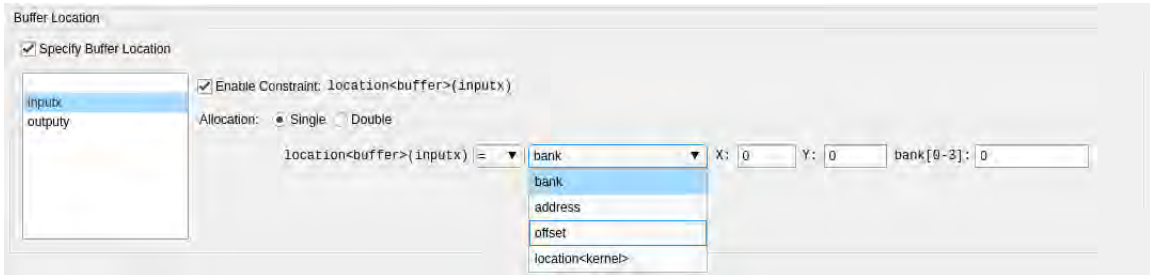 Buffer Location
Specify Buffer Location
inputx
outputy
Enable Constraint: location<buffer>(inputx)
Allocation: Single Double
location<buffer>(inputx) = bank X: 0 Y: 0 bank[0-3]: 0
bank
address
offset
location<kernel>